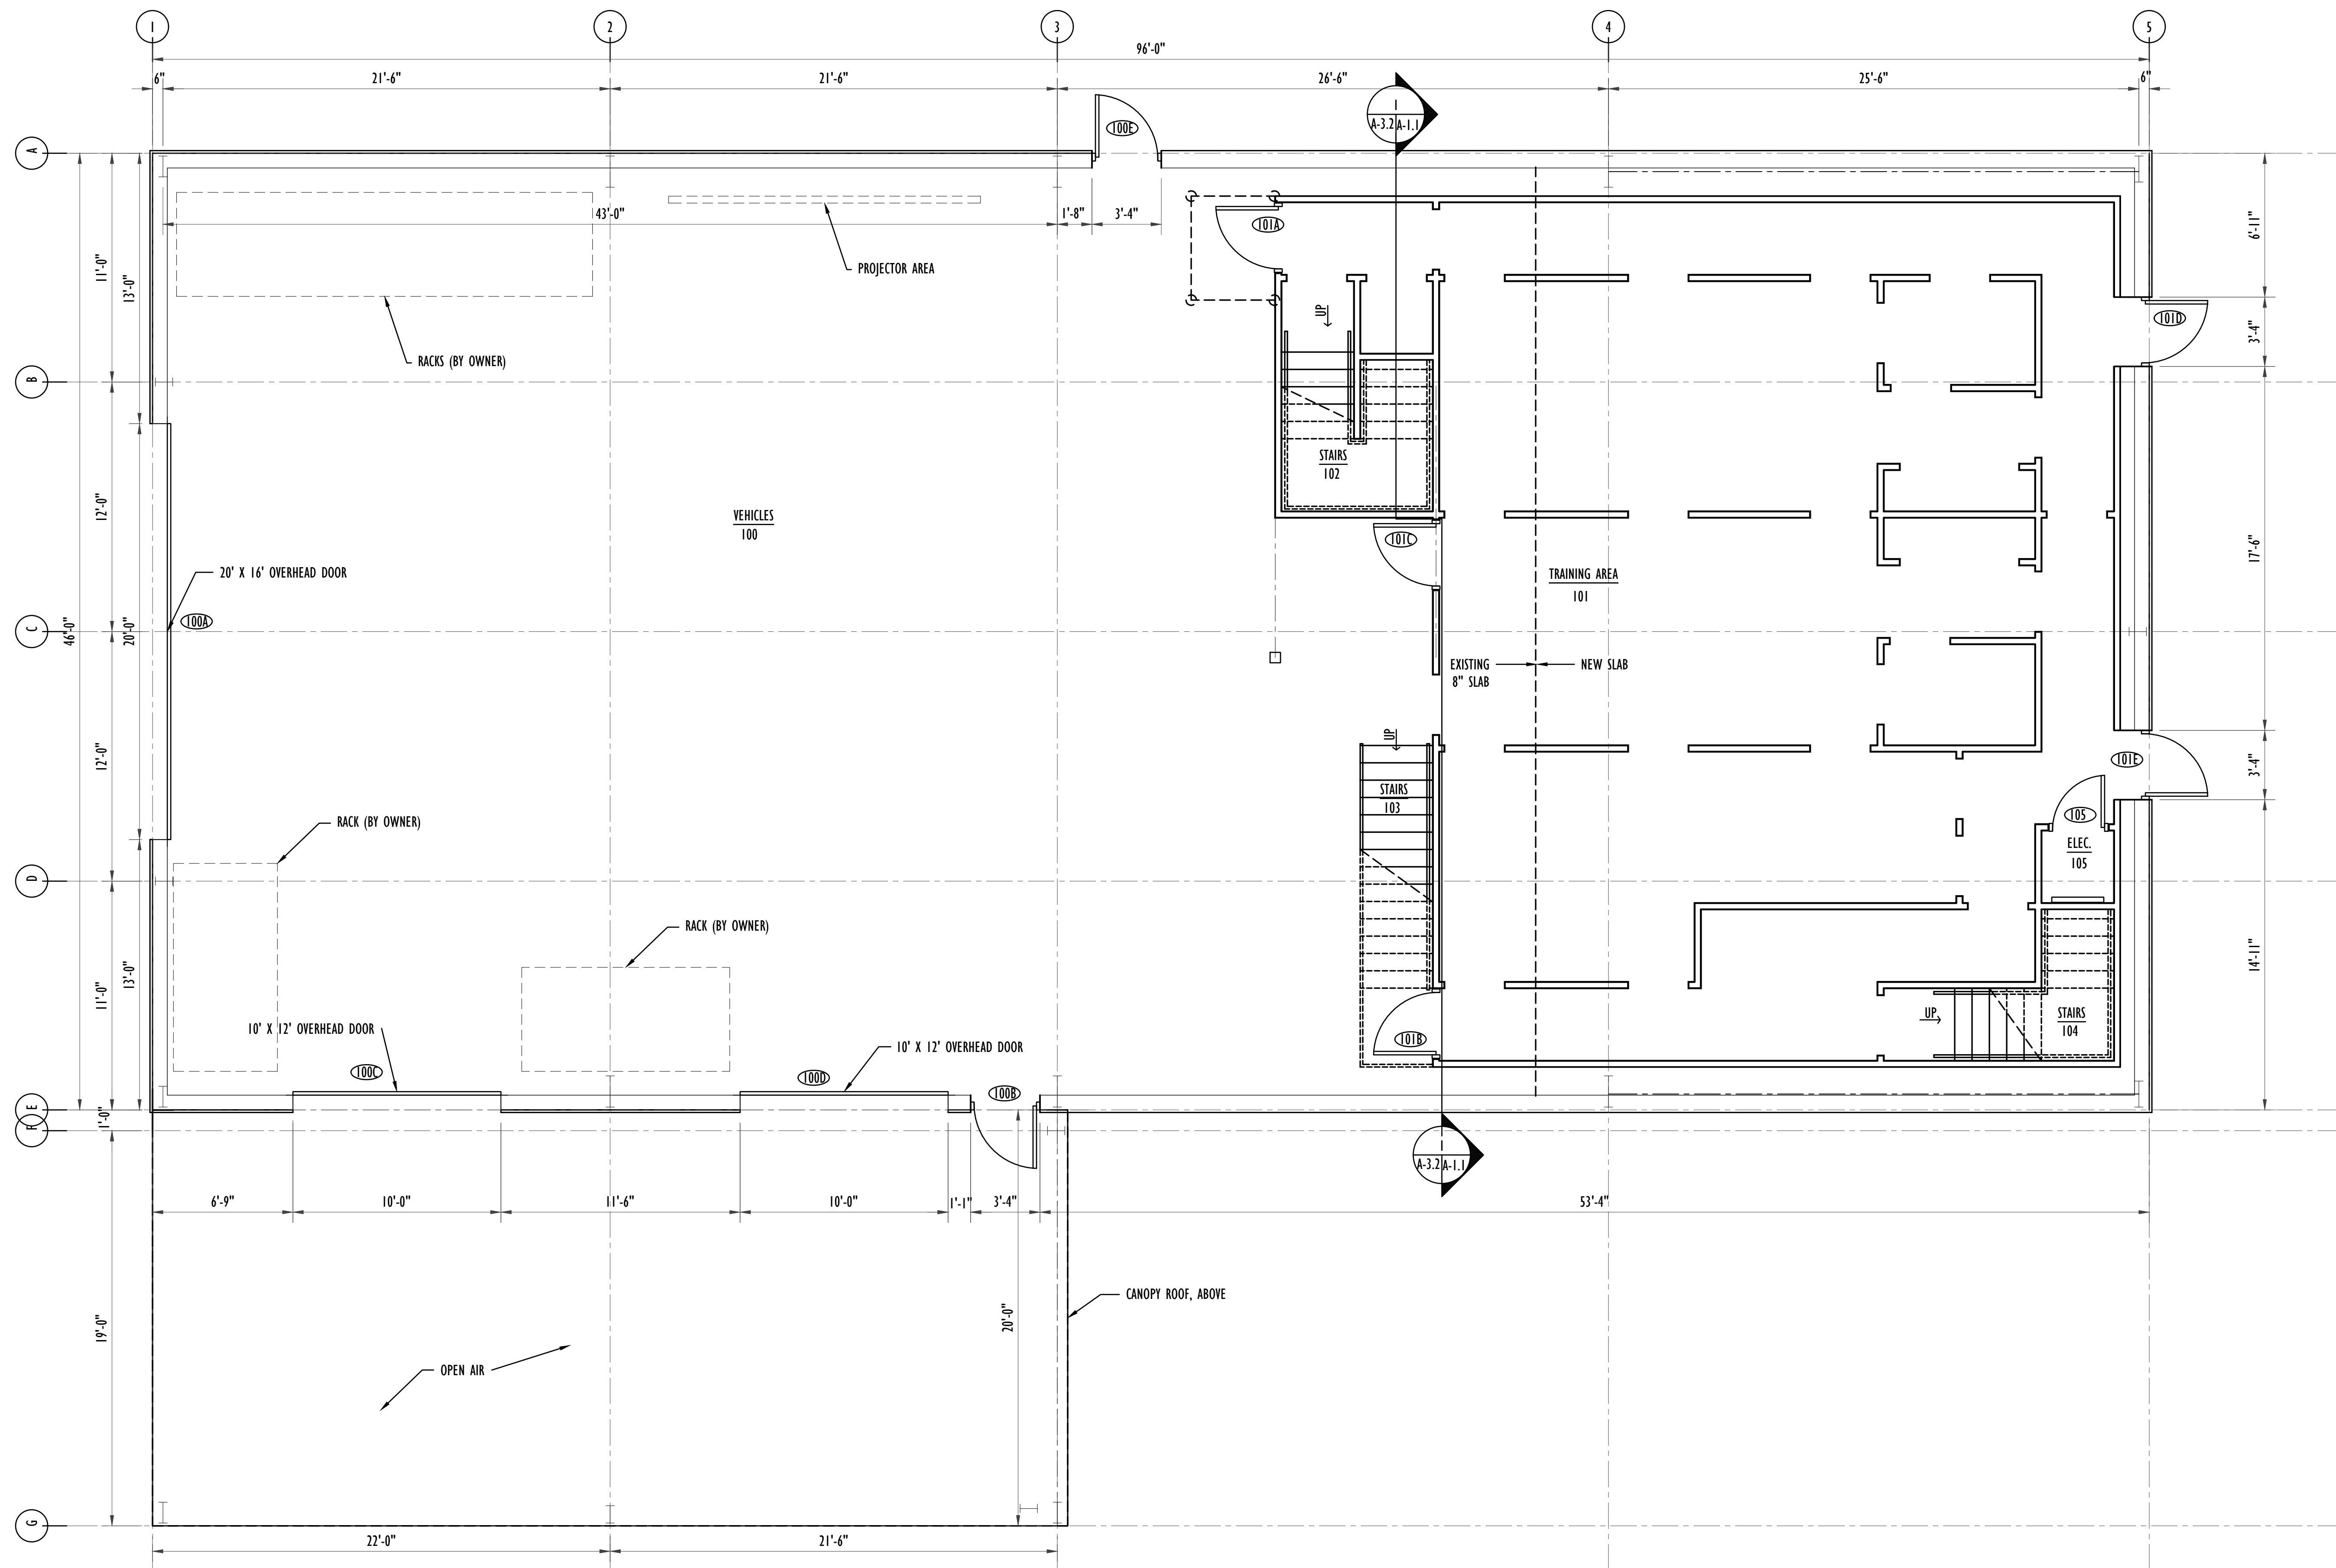 1
2
3
4
5
96'-0"
6"
21'-6"
21'-6"
26'-6"
25'-6"
6"
A-3.2
A-1.1
100E
A
43'-0"
1'-8"
3'-4"
101A
PROJECTOR AREA
RACKS (BY OWNER)
11'-0"
13'-0"
6'-11"
UP
101D
3'-4"
B
STAIRS
102
12'-0"
VEHICLES
100
101C
17'-6"
20' X 16' OVERHEAD DOOR
TRAINING AREA
101
100A
C
46'-0"
20'-0"
EXISTING
8" SLAB
NEW SLAB
UP
12'-0"
STAIRS
103
101E
3'-4"
105
ELEC.
105
RACK (BY OWNER)
D
RACK (BY OWNER)
11'-0"
13'-0"
14'-11"
10' X 12' OVERHEAD DOOR
10' X 12' OVERHEAD DOOR
UP
STAIRS
104
101B
100C
100D
100B
E
F
1'-0"
A-3.2
A-1.1
6'-9"
10'-0"
11'-6"
10'-0"
1'-1"
3'-4"
53'-4"
CANOPY ROOF, ABOVE
19'-0"
20'-0"
OPEN AIR
G
22'-0"
21'-6"